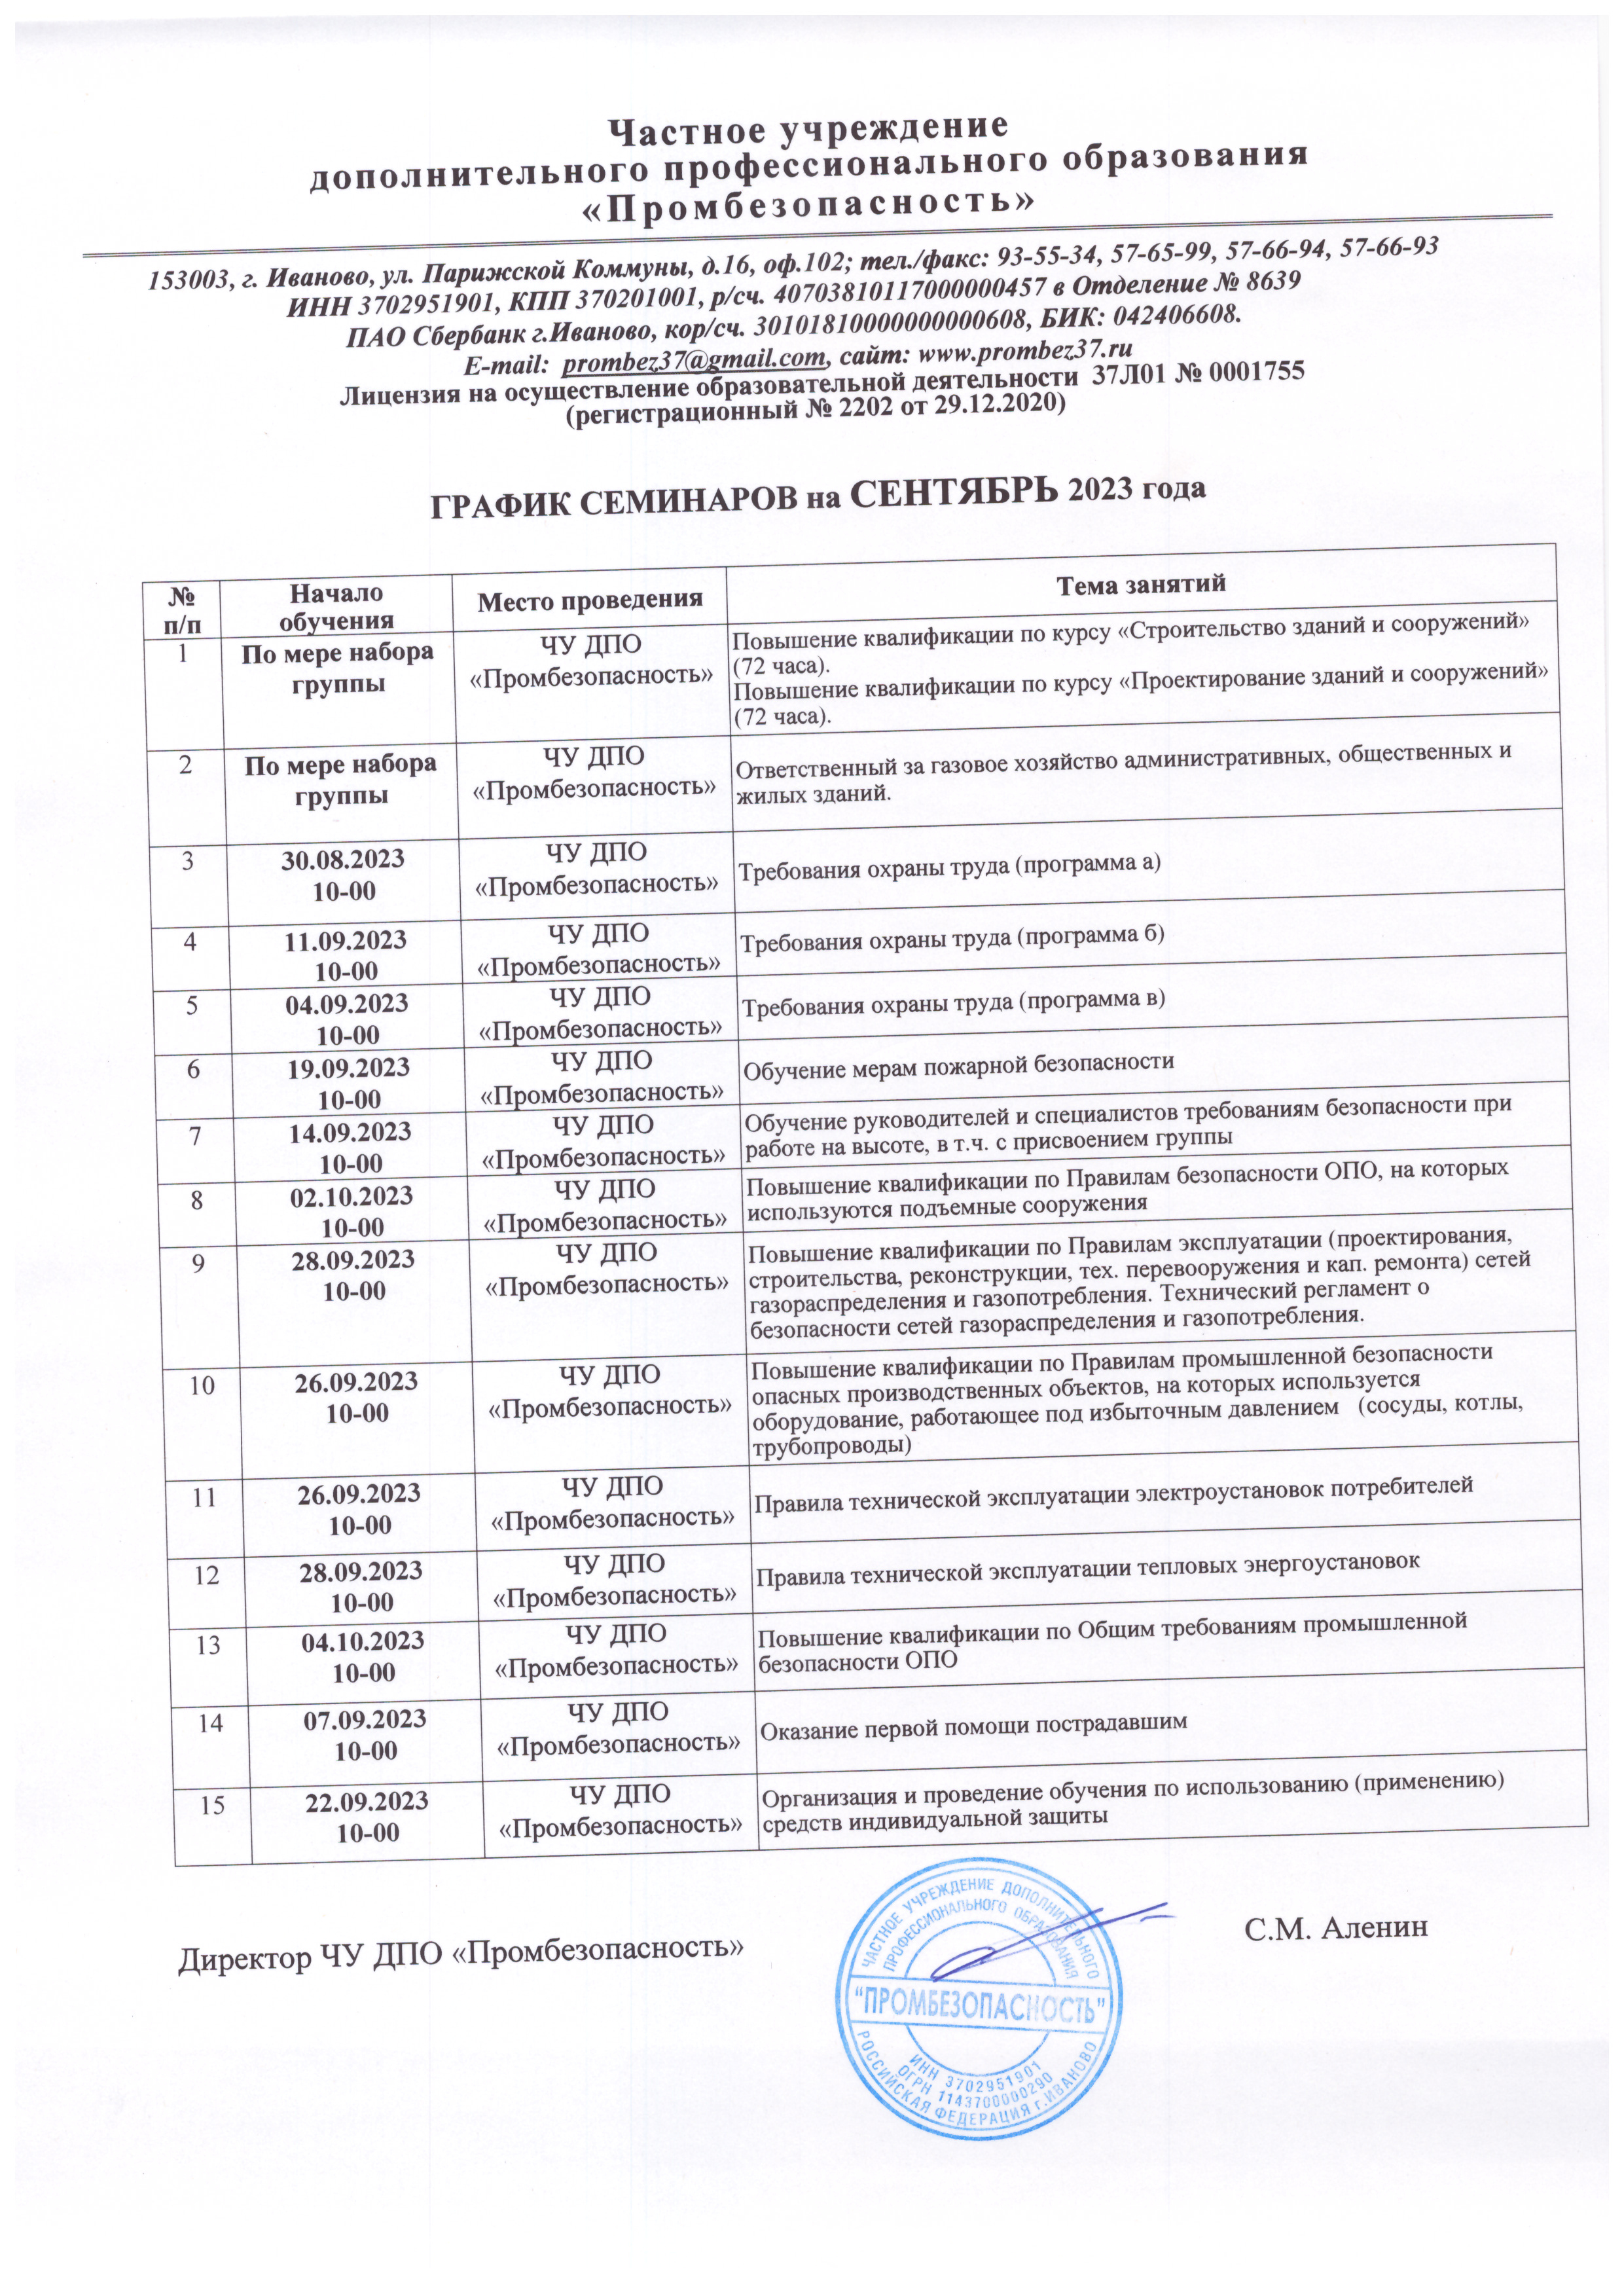 Частное учреждение
дополнительного профессионального образования
«Промбезопасность»
153003, г. Иваново, ул. Парижской Коммуны, д.16, оф.102; тел./факс: 93-55-34, 57-65-99, 57-66-94, 57-66-93
ИНН 3702951901, КПП 370201001, р/сч. 40703810117000000457 в Отделение № 8639
ПАО Сбербанк г.Иваново, кор/сч. 30101810000000000608, БИК: 042406608.
E-mail: prombez37@gmail.com, сайт: www.prombez37.ru
Лицензия на осуществление образовательной деятельности 37Л01 № 0001755
(регистрационный № 2202 от 29.12.2020)
ГРАФИК СЕМИНАРОВ на СЕНТЯБРЬ 2023 года
№
п/п
Начало
обучения
Место проведения
Тема занятий
1
По мере набора
группы
ЧУ ДПО
«Промбезопасность»
Повышение квалификации по курсу «Строительство зданий и сооружений»
(72 часа).
Повышение квалификации по курсу «Проектирование зданий и сооружений»
(72 часа).
2
По мере набора
группы
ЧУ ДПО
«Промбезопасность»
Ответственный за газовое хозяйство административных, общественных и
жилых зданий.
3
30.08.2023
10-00
ЧУ ДПО
«Промбезопасность»
Требования охраны труда (программа а)
4
11.09.2023
10-00
ЧУ ДПО
«Промбезопасность»
Требования охраны труда (программа б)
5
04.09.2023
10-00
ЧУ ДПО
«Промбезопасность»
Требования охраны труда (программа в)
6
19.09.2023
10-00
ЧУ ДПО
«Промбезопасность»
Обучение мерам пожарной безопасности
7
14.09.2023
10-00
ЧУ ДПО
«Промбезопасность»
Обучение руководителей и специалистов требованиям безопасности при
работе на высоте, в т.ч. с присвоением группы
8
02.10.2023
10-00
ЧУ ДПО
«Промбезопасность»
Повышение квалификации по Правилам безопасности ОПО, на которых
используются подъемные сооружения
9
28.09.2023
10-00
ЧУ ДПО
«Промбезопасность»
Повышение квалификации по Правилам эксплуатации (проектирования,
строительства, реконструкции, тех. перевооружения и кап. ремонта) сетей
газораспределения и газопотребления. Технический регламент о
безопасности сетей газораспределения и газопотребления.
10
26.09.2023
10-00
ЧУ ДПО
«Промбезопасность»
Повышение квалификации по Правилам промышленной безопасности
опасных производственных объектов, на которых используется
оборудование, работающее под избыточным давлением (сосуды, котлы,
трубопроводы)
11
26.09.2023
10-00
ЧУ ДПО
«Промбезопасность»
Правила технической эксплуатации электроустановок потребителей
12
28.09.2023
10-00
ЧУ ДПО
«Промбезопасность»
Правила технической эксплуатации тепловых энергоустановок
13
04.10.2023
10-00
ЧУ ДПО
«Промбезопасность»
Повышение квалификации по Общим требованиям промышленной
безопасности ОПО
14
07.09.2023
10-00
ЧУ ДПО
«Промбезопасность»
Оказание первой помощи пострадавшим
15
22.09.2023
10-00
ЧУ ДПО
«Промбезопасность»
Организация и проведение обучения по использованию (применению)
средств индивидуальной защиты
Директор ЧУ ДПО «Промбезопасность»
С.М. Аленин
ЧАСТНОЕ УЧРЕЖДЕНИЕ ДОПОЛНИТЕЛЬНОГО
ПРОФЕССИОНАЛЬНОГО ОБРАЗОВАНИЯ
"ПРОМБЕЗОПАСНОСТЬ"
ИНН 3702951901
ОГРН 1143700000290
РОССИЙСКАЯ ФЕДЕРАЦИЯ г.ИВАНОВО